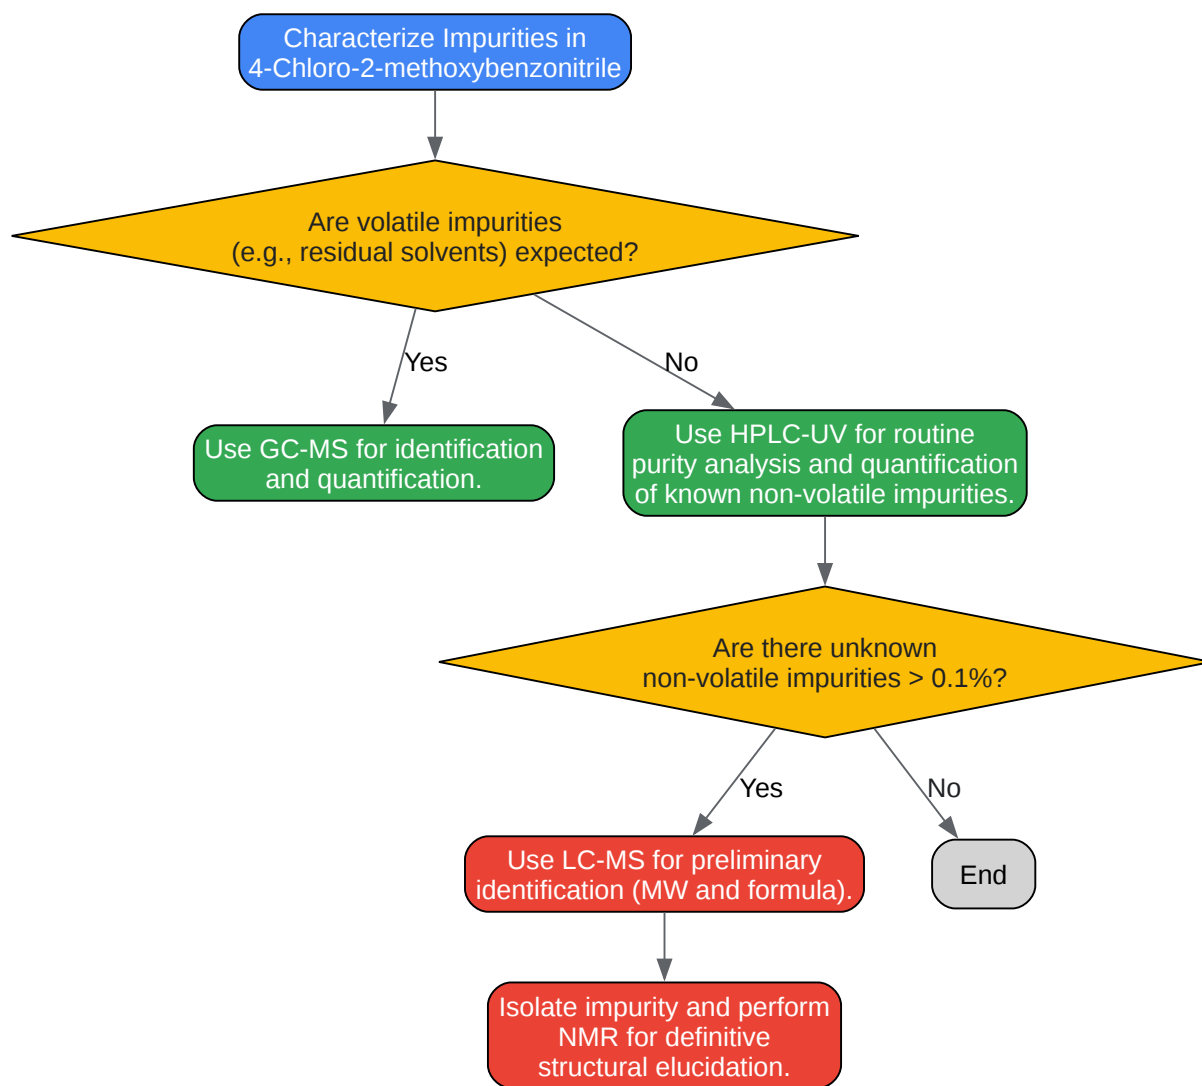 Characterize Impurities in
4-Chloro-2-methoxybenzonitrile
Are volatile impurities
(e.g., residual solvents) expected?
Yes
No
Use GC-MS for identification
and quantification.
Use HPLC-UV for routine
purity analysis and quantification
of known non-volatile impurities.
Are there unknown
non-volatile impurities > 0.1%?
Yes
No
Use LC-MS for preliminary
identification (MW and formula).
End
Isolate impurity and perform
NMR for definitive
structural elucidation.